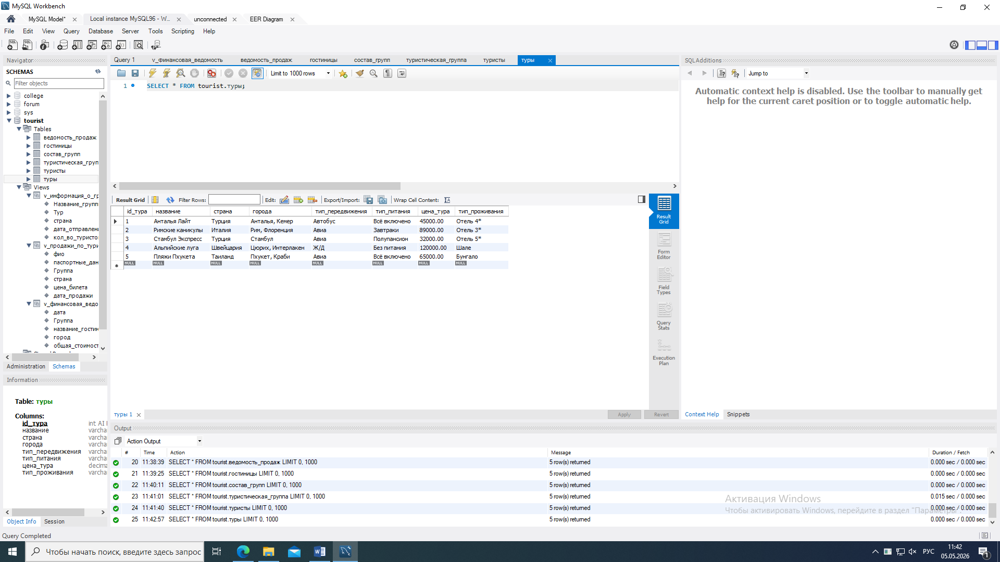 MySQL Workbench
MySQL Model* Local instance MySQL96 - W... unconnected EER Diagram
File Edit View Query Database Server Tools Scripting Help
Navigator
SCHEMAS
Filter objects
college
forum
sys
tourist
Tables
ведомость_продаж
гостиницы
состав_групп
туристическая_груп
туристы
туры
Views
v_информация_о_гр
Название_групп
Тур
страна
дата_отправлен
кол_во_туристо
v_продажи_по_тури
фио
паспортные_дан
Группа
страна
цена_билета
дата_продажи
v_финансовая_ведо
дата
Группа
название_гостин
город
общая_стоимост
Administration Schemas
Information
Table: туры
Columns:
id_тура int AI
название varcha
страна varcha
города varcha
тип_передвижения varcha
тип_питания varcha
цена_тура decima
тип_проживания varcha
Object Info Session
Query Completed
Query 1 v_финансовая_ведомость ведомость_продаж гостиницы состав_групп туристическая_группа туристы туры
Limit to 1000 rows
1 SELECT * FROM tourist.туры;
Result Grid Filter Rows: Edit: Export/Import: Wrap Cell Content:
id_тура название страна города тип_передвижения тип_питания цена_тура тип_проживания
1 Анталья Лайт Турция Анталья, Кемер Автобус Всё включено 45000.00 Отель 4*
2 Римские каникулы Италия Рим, Флоренция Авиа Завтраки 89000.00 Отель 3*
3 Стамбул Экспресс Турция Стамбул Авиа Полупансион 32000.00 Отель 5*
4 Альпийские луга Швейцария Цюрих, Интерлакен Ж/Д Без питания 120000.00 Шале
5 Пляжи Пхукета Таиланд Пхукет, Краби Авиа Всё включено 65000.00 Бунгало
NULL NULL NULL NULL NULL NULL NULL NULL
Result Grid
Form Editor
Field Types
Query Stats
Execution Plan
туры 1 Apply Revert
SQLAdditions
Jump to
Automatic context help is disabled. Use the toolbar to manually get
help for the current caret position or to toggle automatic help.
Context Help Snippets
Output
Action Output
# Time Action Message Duration / Fetch
20 11:38:39 SELECT * FROM tourist.ведомость_продаж LIMIT 0, 1000 5 row(s) returned 0.000 sec / 0.000 sec
21 11:39:25 SELECT * FROM tourist.гостиницы LIMIT 0, 1000 5 row(s) returned 0.000 sec / 0.000 sec
22 11:40:11 SELECT * FROM tourist.состав_групп LIMIT 0, 1000 5 row(s) returned 0.000 sec / 0.000 sec
23 11:41:01 SELECT * FROM tourist.туристическая_группа LIMIT 0, 1000 5 row(s) returned 0.015 sec / 0.000 sec
24 11:41:40 SELECT * FROM tourist.туристы LIMIT 0, 1000 5 row(s) returned 0.000 sec / 0.000 sec
25 11:42:57 SELECT * FROM tourist.туры LIMIT 0, 1000 5 row(s) returned 0.000 sec / 0.000 sec
Активация Windows
Чтобы активировать Windows, перейдите в раздел "Параметры".
Чтобы начать поиск, введите здесь запрос
РУС
11:42
05.05.2026
1